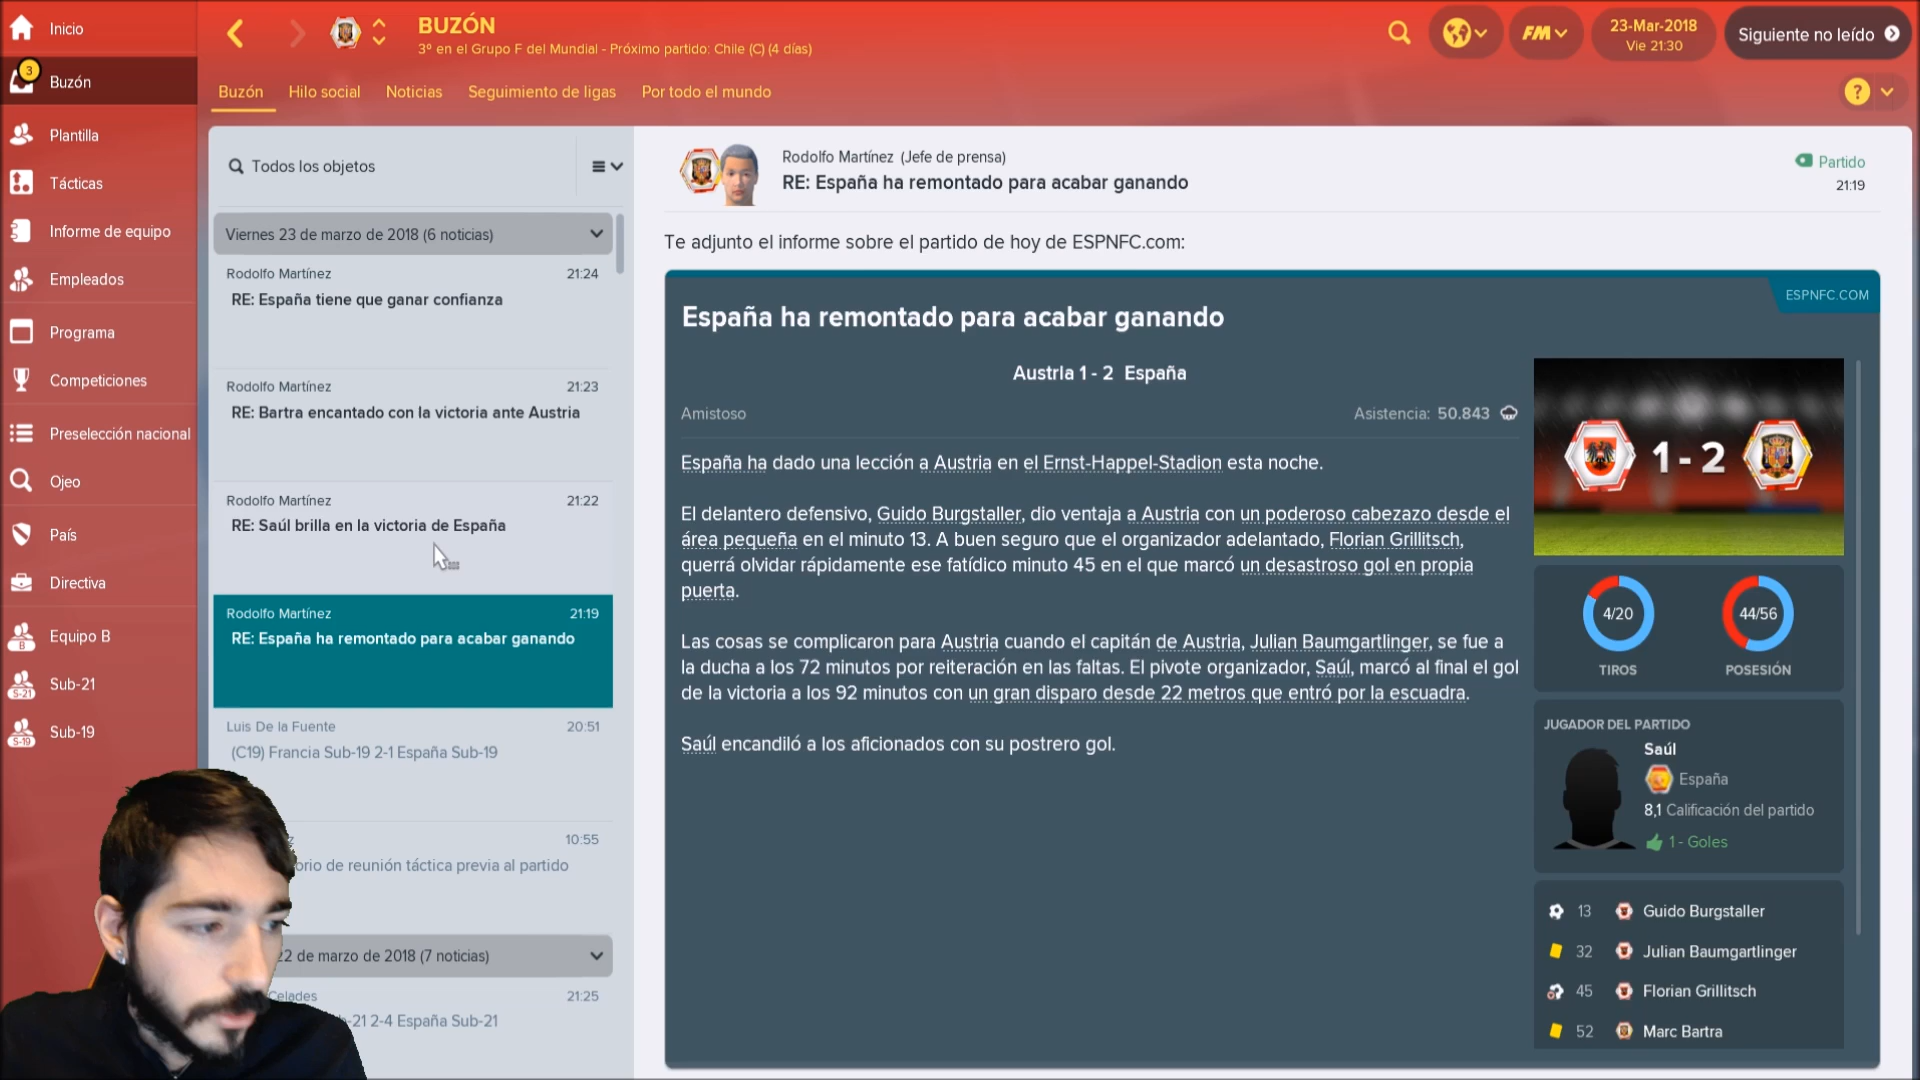 Inicio
3
Buzón
Plantilla
Tácticas
Informe de equipo
Empleados
Programa
Competiciones
Preselección nacional
Ojeo
País
Directiva
B
Equipo B
S-21
Sub-21
S-19
Sub-19
BUZÓN
3º en el Grupo F del Mundial - Próximo partido: Chile (C) (4 días)
FM
23-Mar-2018
Vie 21:30
Siguiente no leído
Buzón
Hilo social
Noticias
Seguimiento de ligas
Por todo el mundo
?
Todos los objetos
Viernes 23 de marzo de 2018 (6 noticias)
Rodolfo Martínez 21:24
RE: España tiene que ganar confianza
Rodolfo Martínez 21:23
RE: Bartra encantado con la victoria ante Austria
Rodolfo Martínez 21:22
RE: Saúl brilla en la victoria de España
Rodolfo Martínez 21:19
RE: España ha remontado para acabar ganando
Luis De la Fuente 20:51
(C19) Francia Sub-19 2-1 España Sub-19
10:55
de reunión táctica previa al partido
22 de marzo de 2018 (7 noticias)
Celades 21:25
2-4 España Sub-21
Rodolfo Martínez (Jefe de prensa)
RE: España ha remontado para acabar ganando
Partido
21:19
Te adjunto el informe sobre el partido de hoy de ESPNFC.com:
ESPNFC.COM
España ha remontado para acabar ganando
Austria 1 - 2 España
Amistoso
Asistencia: 50.843
España ha dado una lección a Austria en el Ernst-Happel-Stadion esta noche.
El delantero defensivo, Guido Burgstaller, dio ventaja a Austria con un poderoso cabezazo desde el
área pequeña en el minuto 13. A buen seguro que el organizador adelantado, Florian Grillitsch,
querrá olvidar rápidamente ese fatídico minuto 45 en el que marcó un desastroso gol en propia
puerta.
Las cosas se complicaron para Austria cuando el capitán de Austria, Julian Baumgartlinger, se fue a
la ducha a los 72 minutos por reiteración en las faltas. El pivote organizador, Saúl, marcó al final el gol
de la victoria a los 92 minutos con un gran disparo desde 22 metros que entró por la escuadra.
Saúl encandiló a los aficionados con su postrero gol.
1 - 2
4/20
TIROS
44/56
POSESIÓN
JUGADOR DEL PARTIDO
Saúl
España
8,1 Calificación del partido
1 - Goles
13 Guido Burgstaller
32 Julian Baumgartlinger
45 Florian Grillitsch
52 Marc Bartra